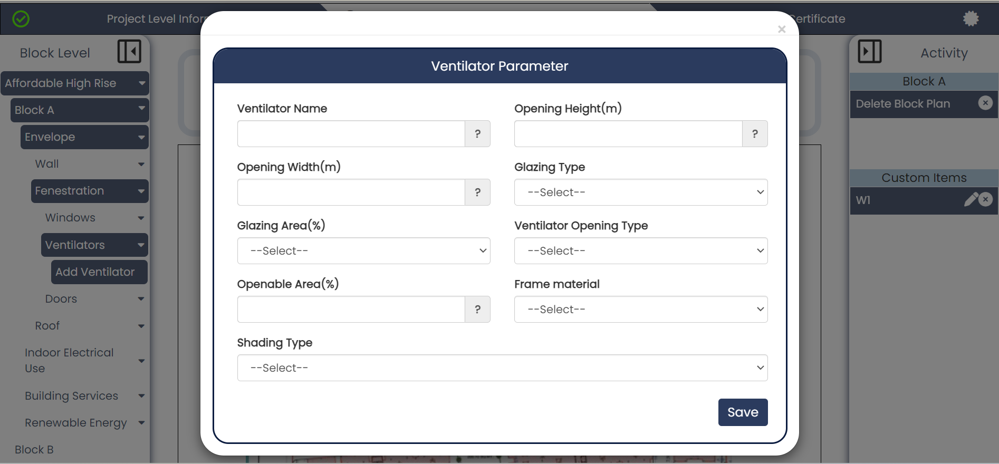 Project Level Infor
Certificate
×
Block Level
Affordable High Rise
Block A
Envelope
Wall
Fenestration
Windows
Ventilators
Add Ventilator
Doors
Roof
Indoor Electrical
Use
Building Services
Renewable Energy
Block B
Ventilator Parameter
Ventilator Name
Opening Height(m)
?
?
Opening Width(m)
Glazing Type
?
--Select--
Glazing Area(%)
Ventilator Opening Type
--Select--
--Select--
Openable Area(%)
Frame material
?
--Select--
Shading Type
--Select--
Save
Activity
Block A
Delete Block Plan
Custom Items
W1